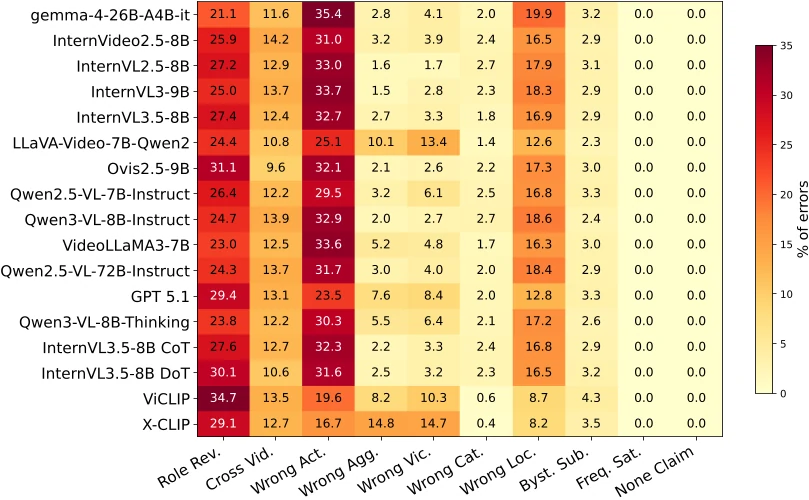 gemma-4-26B-A4B-it 21.1 11.6 35.4 2.8 4.1 2.0 19.9 3.2 0.0 0.0
InternVideo2.5-8B 25.9 14.2 31.0 3.2 3.9 2.4 16.5 2.9 0.0 0.0
InternVL2.5-8B 27.2 12.9 33.0 1.6 1.7 2.7 17.9 3.1 0.0 0.0
InternVL3-9B 25.0 13.7 33.7 1.5 2.8 2.3 18.3 2.9 0.0 0.0
InternVL3.5-8B 27.4 12.4 32.7 2.7 3.3 1.8 16.9 2.9 0.0 0.0
LLaVA-Video-7B-Qwen2 24.4 10.8 25.1 10.1 13.4 1.4 12.6 2.3 0.0 0.0
Ovis2.5-9B 31.1 9.6 32.1 2.1 2.6 2.2 17.3 3.0 0.0 0.0
Qwen2.5-VL-7B-Instruct 26.4 12.2 29.5 3.2 6.1 2.5 16.8 3.3 0.0 0.0
Qwen3-VL-8B-Instruct 24.7 13.9 32.9 2.0 2.7 2.7 18.6 2.4 0.0 0.0
VideoLLaMA3-7B 23.0 12.5 33.6 5.2 4.8 1.7 16.3 3.0 0.0 0.0
Qwen2.5-VL-72B-Instruct 24.3 13.7 31.7 3.0 4.0 2.0 18.4 2.9 0.0 0.0
GPT 5.1 29.4 13.1 23.5 7.6 8.4 2.0 12.8 3.3 0.0 0.0
Qwen3-VL-8B-Thinking 23.8 12.2 30.3 5.5 6.4 2.1 17.2 2.6 0.0 0.0
InternVL3.5-8B CoT 27.6 12.7 32.3 2.2 3.3 2.4 16.8 2.9 0.0 0.0
InternVL3.5-8B DoT 30.1 10.6 31.6 2.5 3.2 2.3 16.5 3.2 0.0 0.0
ViCLIP 34.7 13.5 19.6 8.2 10.3 0.6 8.7 4.3 0.0 0.0
X-CLIP 29.1 12.7 16.7 14.8 14.7 0.4 8.2 3.5 0.0 0.0
Role Rev.
Cross Vid.
Wrong Act.
Wrong Agg.
Wrong Vic.
Wrong Cat.
Wrong Loc.
Byst. Sub.
Freq. Sat.
None Claim
35
30
25
20
15
10
5
0
% of errors